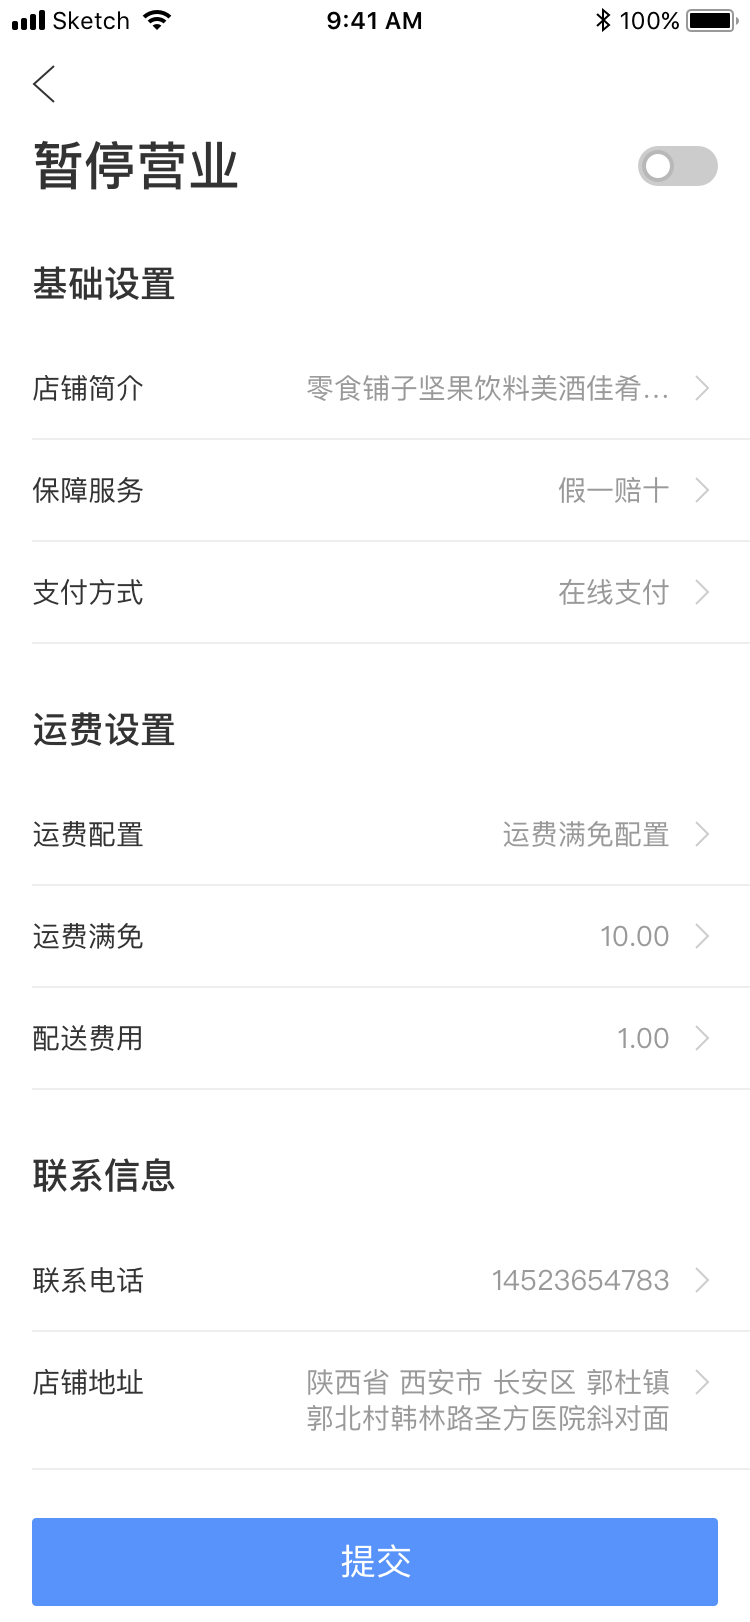 Sketch 9:41 AM 100%
暂停营业
基础设置
店铺简介 零食铺子坚果饮料美酒佳肴...
保障服务 假一赔十
支付方式 在线支付
运费设置
运费配置 运费满免配置
运费满免 10.00
配送费用 1.00
联系信息
联系电话 14523654783
店铺地址 陕西省 西安市 长安区 郭杜镇
郭北村韩林路圣方医院斜对面
提交